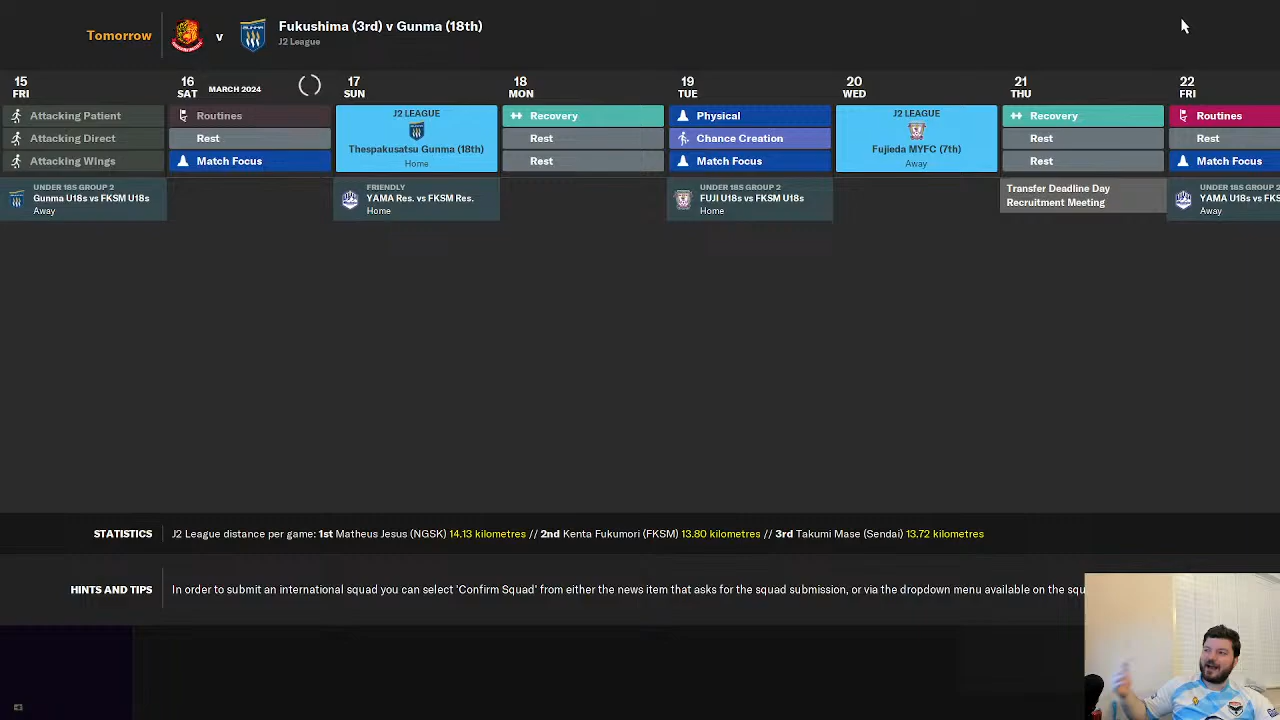 Tomorrow
v
Fukushima (3rd) v Gunma (18th)
J2 League
15
FRI
16
SAT
MARCH 2024
17
SUN
18
MON
19
TUE
20
WED
21
THU
22
FRI
Attacking Patient
Attacking Direct
Attacking Wings
Routines
Rest
Match Focus
J2 LEAGUE
Thespakusatsu Gunma (18th)
Home
Recovery
Rest
Rest
Physical
Chance Creation
Match Focus
J2 LEAGUE
Fujieda MYFC (7th)
Away
Recovery
Rest
Rest
Routines
Rest
Match Focus
UNDER 18S GROUP 2
Gunma U18s vs FKSM U18s
Away
FRIENDLY
YAMA Res. vs FKSM Res.
Home
UNDER 18S GROUP 2
FUJI U18s vs FKSM U18s
Home
Transfer Deadline Day
Recruitment Meeting
UNDER 18S GROUP 2
YAMA U18s vs FKS
Away
STATISTICS
J2 League distance per game: 1st Matheus Jesus (NGSK) 14.13 kilometres // 2nd Kenta Fukumori (FKSM) 13.80 kilometres // 3rd Takumi Mase (Sendai) 13.72 kilometres
HINTS AND TIPS
In order to submit an international squad you can select 'Confirm Squad' from either the news item that asks for the squad submission, or via the dropdown menu available on the squ